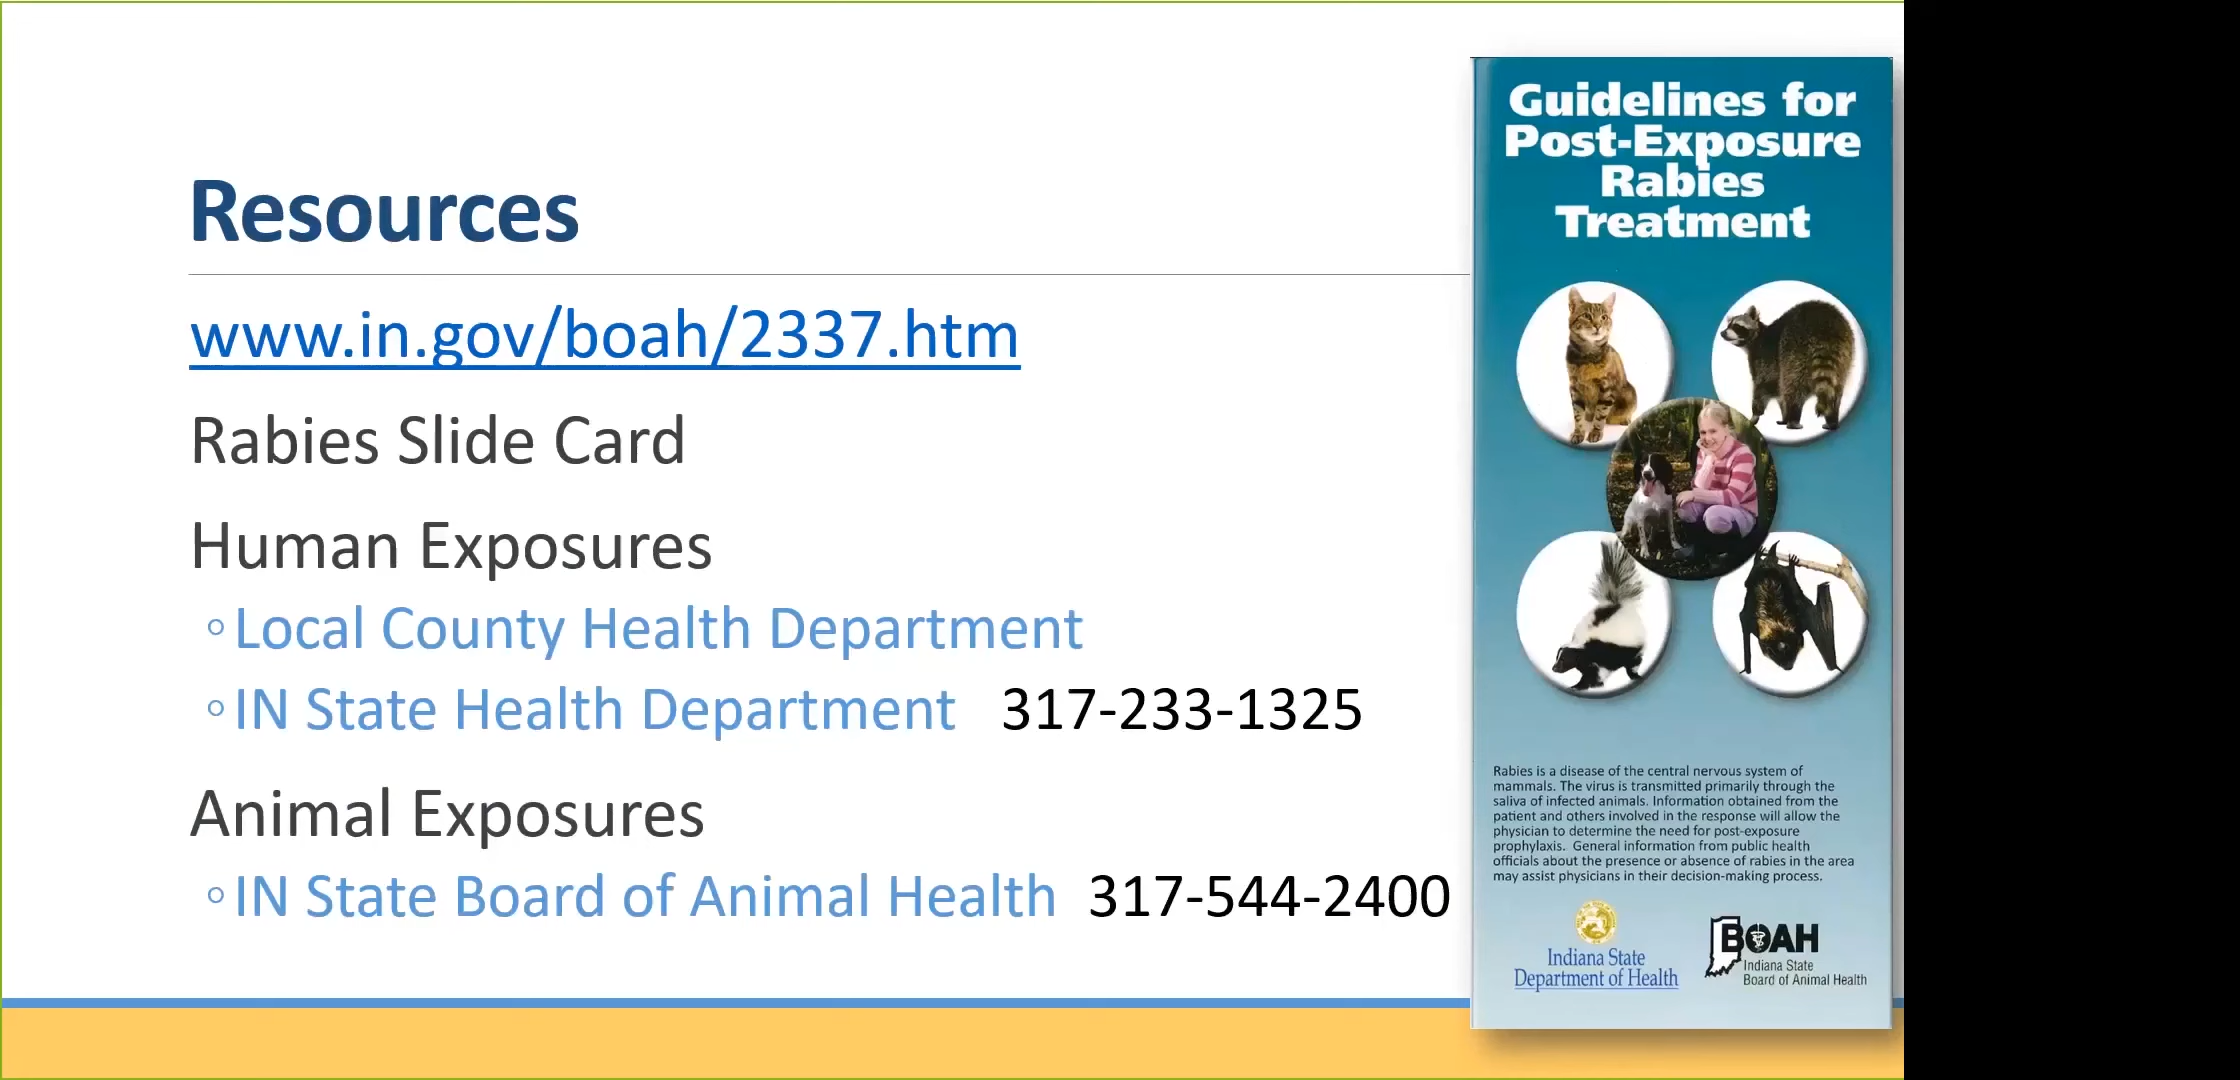 Resources
www.in.gov/boah/2337.htm
Rabies Slide Card
Human Exposures
◦Local County Health Department
◦IN State Health Department 317-233-1325
Animal Exposures
◦IN State Board of Animal Health 317-544-2400
Guidelines for
Post-Exposure
Rabies
Treatment
Rabies is a disease of the central nervous system of
mammals. The virus is transmitted primarily through the
saliva of infected animals. Information obtained from the
patient and others involved in the response will allow the
physician to determine the need for post-exposure
prophylaxis. General information from public health
officials about the presence or absence of rabies in the area
may assist physicians in their decision-making process.
Indiana State
Department of Health
BOAH
Indiana State
Board of Animal Health